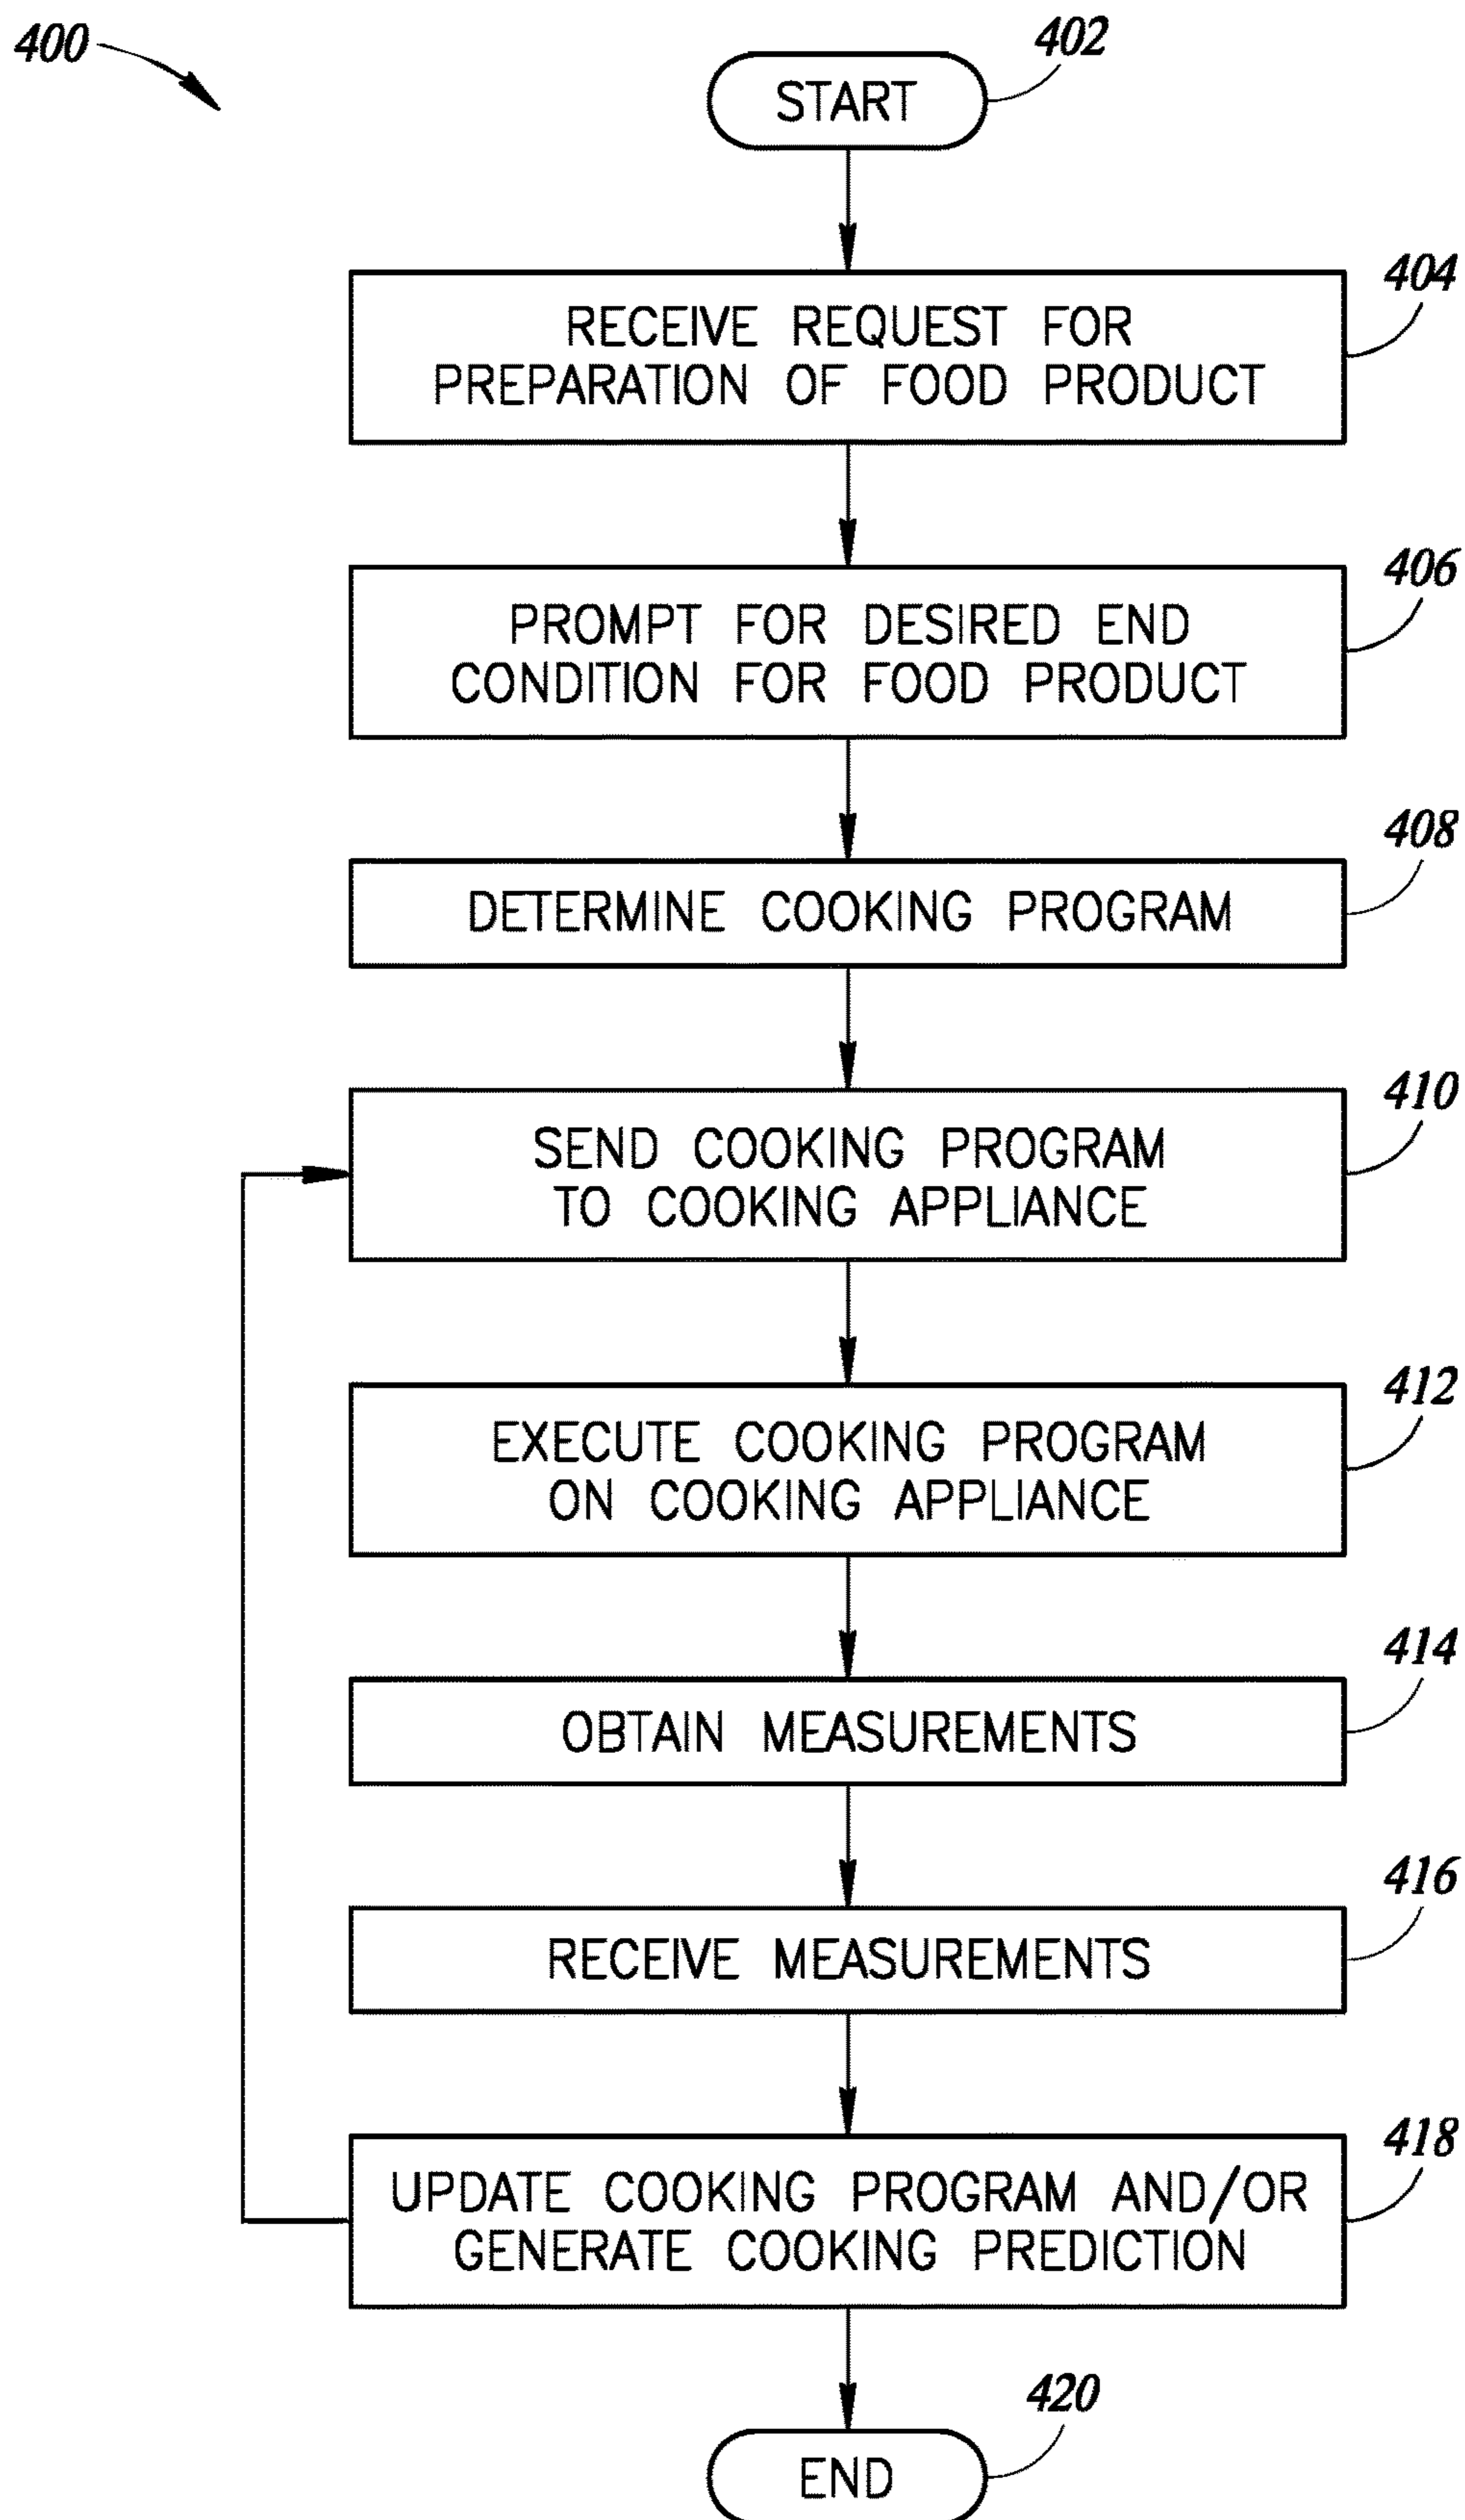 400
402
START
404
RECEIVE REQUEST FOR
PREPARATION OF FOOD PRODUCT
406
PROMPT FOR DESIRED END
CONDITION FOR FOOD PRODUCT
408
DETERMINE COOKING PROGRAM
410
SEND COOKING PROGRAM
TO COOKING APPLIANCE
412
EXECUTE COOKING PROGRAM
ON COOKING APPLIANCE
414
OBTAIN MEASUREMENTS
416
RECEIVE MEASUREMENTS
418
UPDATE COOKING PROGRAM AND/OR
GENERATE COOKING PREDICTION
420
END